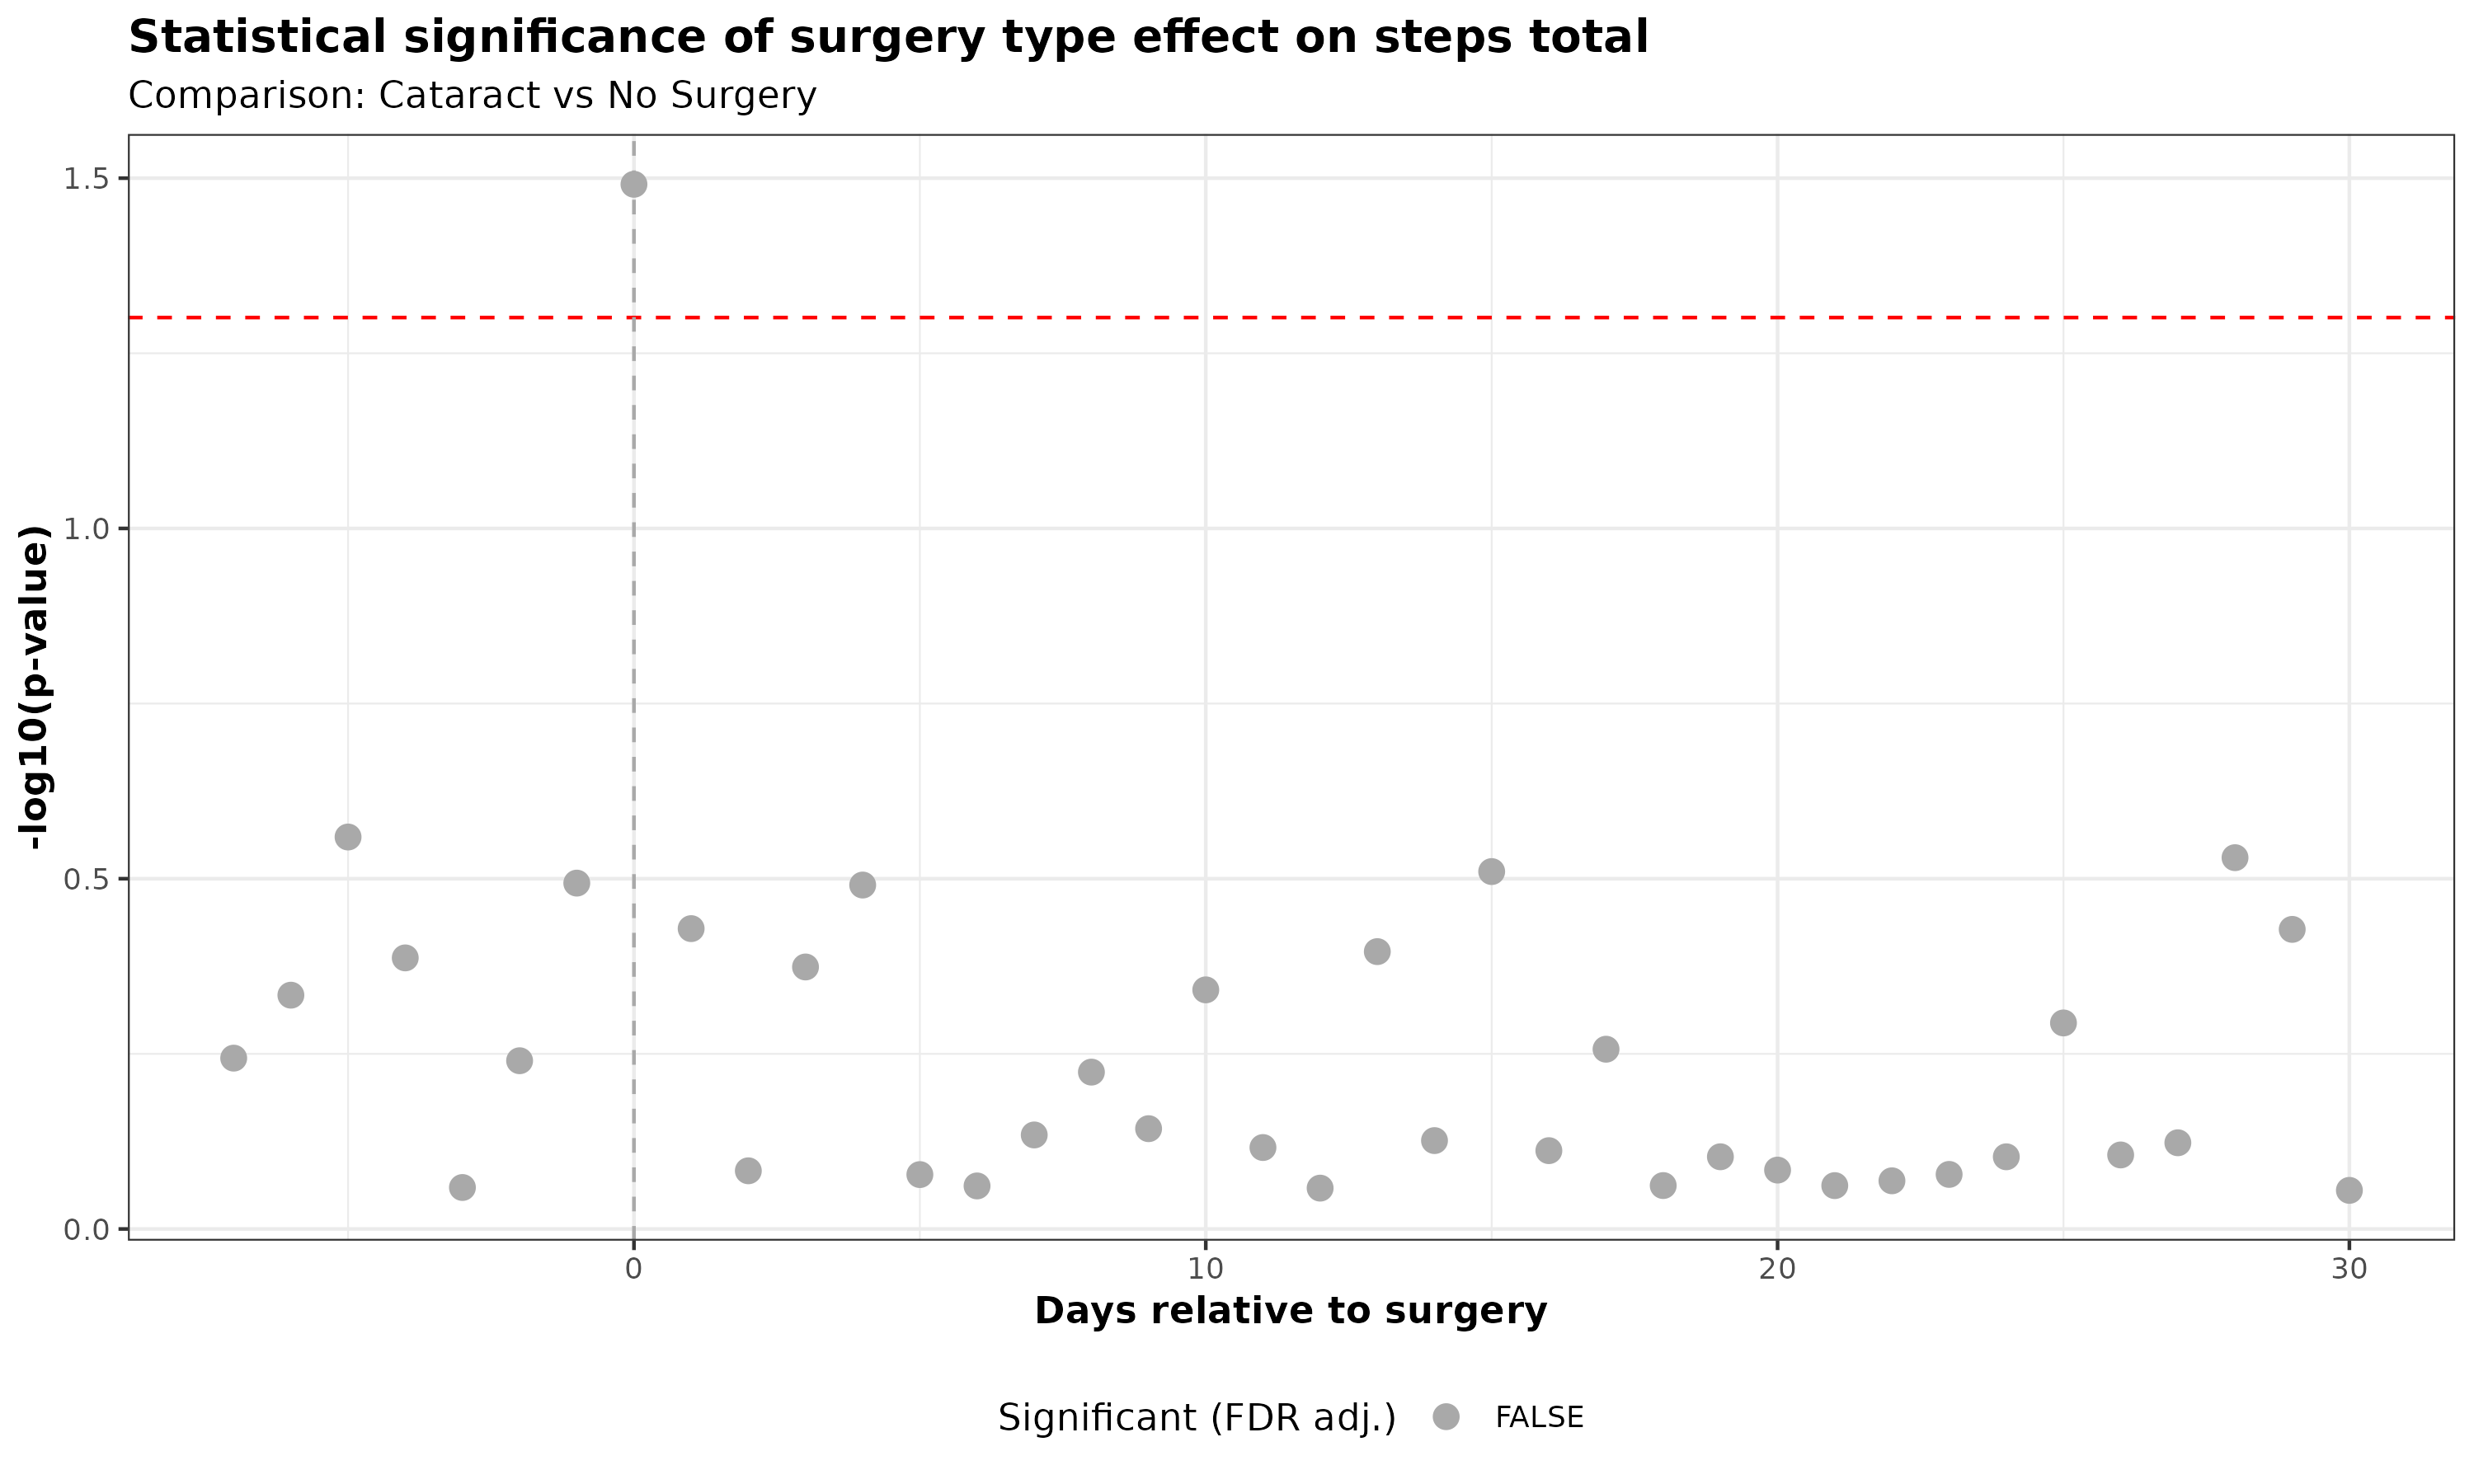 Statistical significance of surgery type effect on steps total
Comparison: Cataract vs No Surgery
1.5
1.0
0.5
0.0
-log10(p-value)
0 10 20 30
Days relative to surgery
Significant (FDR adj.) FALSE